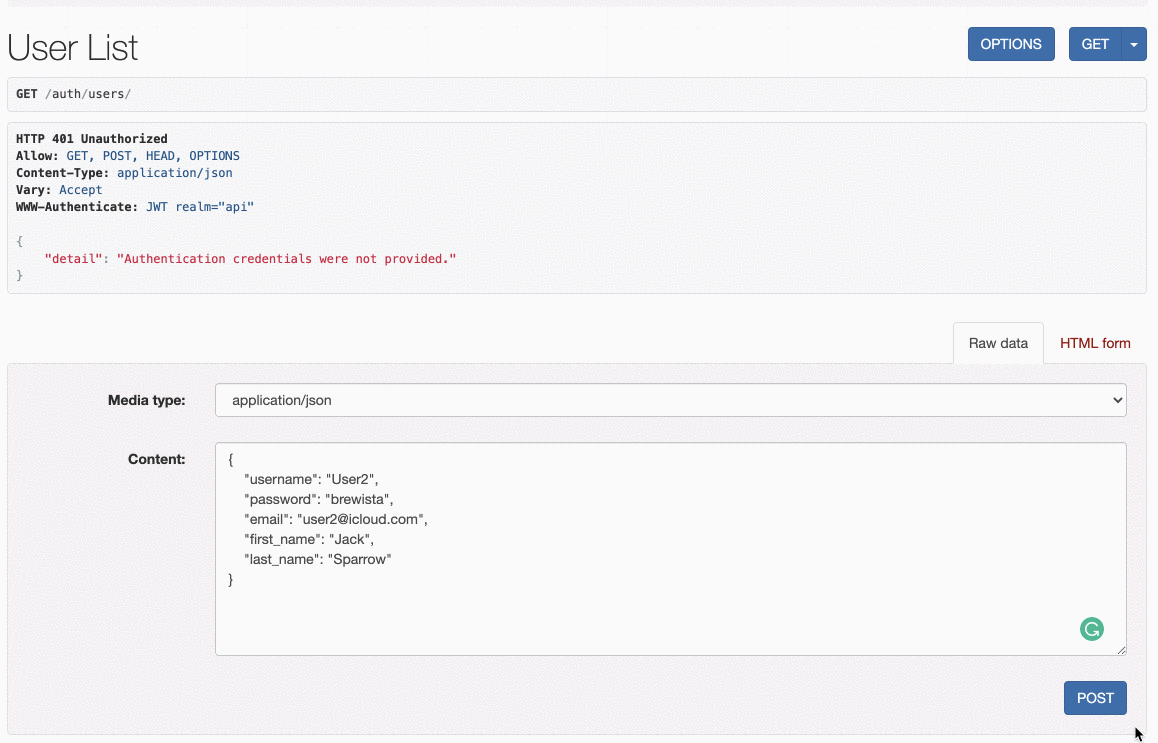 User List
OPTIONS
GET
GET /auth/users/
HTTP 401 Unauthorized
Allow: GET, POST, HEAD, OPTIONS
Content-Type: application/json
Vary: Accept
WWW-Authenticate: JWT realm="api"
{
    "detail": "Authentication credentials were not provided."
}
Raw data
HTML form
Media type:
application/json
Content:
{
    "username": "User2",
    "password": "brewista",
    "email": "user2@icloud.com",
    "first_name": "Jack",
    "last_name": "Sparrow"
}
POST